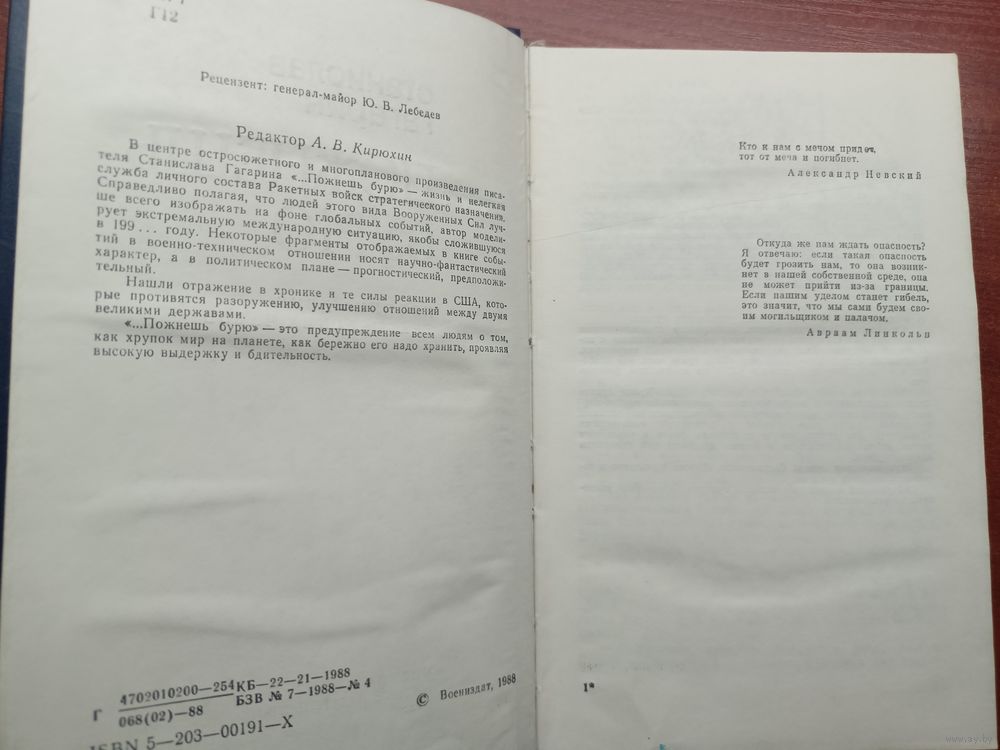 Г12
Рецензент: генерал-майор Ю. В. Лебедев
Редактор А. В. Кирюхин
В центре остросюжетного и многопланового произведения писа-
теля Станислава Гагарина «...Пожнешь бурю» — жизнь и нелегкая
служба личного состава Ракетных войск стратегического назначения.
Справедливо полагая, что людей этого вида Вооруженных Сил луч-
ше всего изображать на фоне глобальных событий, автор модели-
рует экстремальную международную ситуацию, якобы сложившуюся
в 199... году. Некоторые фрагменты отображаемых в книге собы-
тий в военно-техническом отношении носят научно-фантастический
характер, а в политическом плане — прогностический, предположи-
тельный.
Нашли отражение в хронике и те силы реакции в США, кото-
рые противятся разоружению, улучшению отношений между двумя
великими державами.
«...Пожнешь бурю» — это предупреждение всем людям о том,
как хрупок мир на планете, как бережно его надо хранить, проявляя
высокую выдержку и бдительность.
Г 4702010200—254 КБ—22—21—1988
068(02)—88 БЗВ № 7—1988—№ 4
ISBN 5—203—00191—X
© Воениздат, 1988
Кто к нам с мечом придет,
тот от меча и погибнет.
Александр Невский
Откуда же нам ждать опасность?
Я отвечаю: если такая опасность
будет грозить нам, то она возник-
нет в нашей собственной среде, она
не может прийти из-за границы.
Если нашим уделом станет гибель,
это значит, что мы сами будем сво-
им могильщиком и палачом.
Авраам Линкольн
1*
www.ay.by